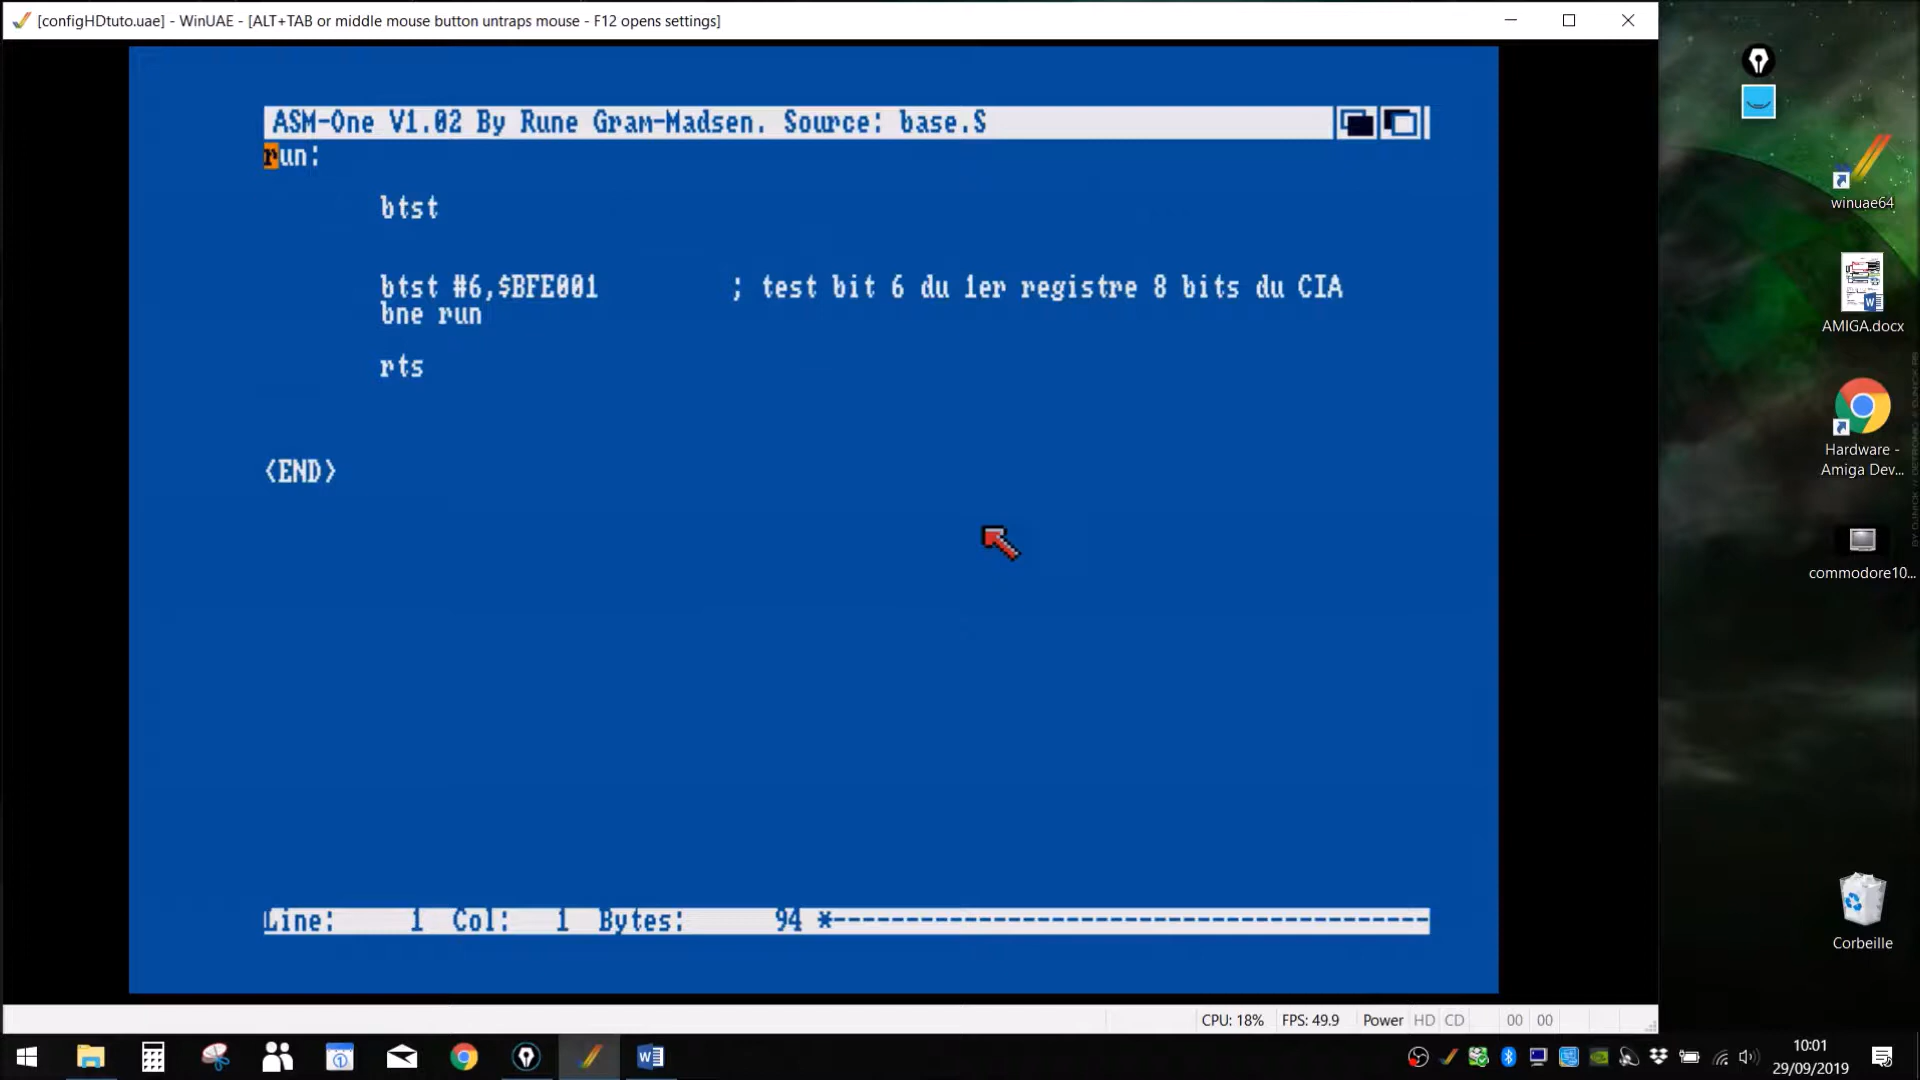 [configHDtuto.uae] - WinUAE - [ALT+TAB or middle mouse button untraps mouse - F12 opens settings]
ASM-One V1.02 By Rune Gram-Madsen. Source: base.S
run:
btst
btst #6,$BFE001 ; test bit 6 du 1er registre 8 bits du CIA
bne run
rts
<END>
Line: 1 Col: 1 Bytes: 94 *--------------------------------------------
CPU: 18% FPS: 49.9 Power HD CD 00 00
winuae64
AMIGA.docx
Hardware -
Amiga Dev...
commodore10...
Corbeille
10:01
29/09/2019